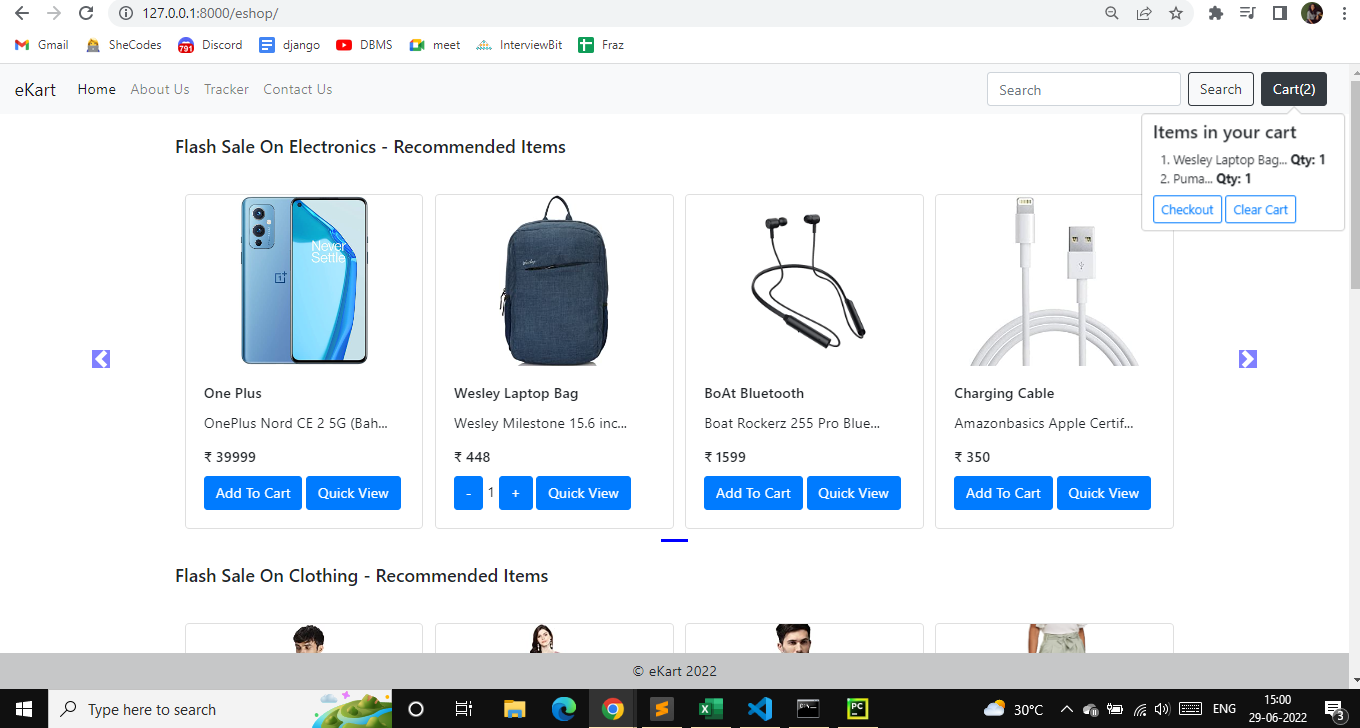 127.0.0.1:8000/eshop/
Gmail SheCodes 791 Discord django DBMS meet InterviewBit Fraz
eKart Home About Us Tracker Contact Us Search Search Cart(2)
Items in your cart
1. Wesley Laptop Bag... Qty: 1
2. Puma... Qty: 1
Checkout Clear Cart
Flash Sale On Electronics - Recommended Items
Never
Settle
One Plus
OnePlus Nord CE 2 5G (Bah...
₹ 39999
Add To Cart Quick View
Wesley Laptop Bag
Wesley Milestone 15.6 inc...
₹ 448
- 1 + Quick View
BoAt Bluetooth
Boat Rockerz 255 Pro Blue...
₹ 1599
Add To Cart Quick View
Charging Cable
Amazonbasics Apple Certif...
₹ 350
Add To Cart Quick View
Flash Sale On Clothing - Recommended Items
© eKart 2022
Type here to search
PC
30°C
ENG
15:00
29-06-2022
3